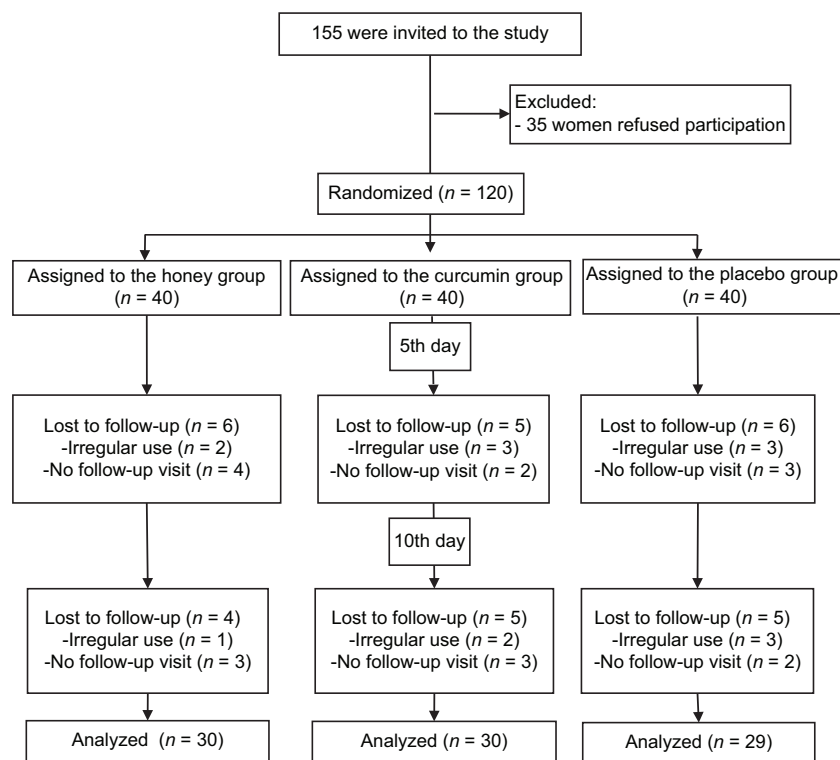 155 were invited to the study
Excluded:
- 35 women refused participation
Randomized (n = 120)
Assigned to the honey group
(n = 40)
Assigned to the curcumin group
(n = 40)
Assigned to the placebo group
(n = 40)
5th day
Lost to follow-up (n = 6)
-Irregular use (n = 2)
-No follow-up visit (n = 4)
Lost to follow-up (n = 5)
-Irregular use (n = 3)
-No follow-up visit (n = 2)
Lost to follow-up (n = 6)
-Irregular use (n = 3)
-No follow-up visit (n = 3)
10th day
Lost to follow-up (n = 4)
-Irregular use (n = 1)
-No follow-up visit (n = 3)
Lost to follow-up (n = 5)
-Irregular use (n = 2)
-No follow-up visit (n = 3)
Lost to follow-up (n = 5)
-Irregular use (n = 3)
-No follow-up visit (n = 2)
Analyzed (n = 30)
Analyzed (n = 30)
Analyzed (n = 29)